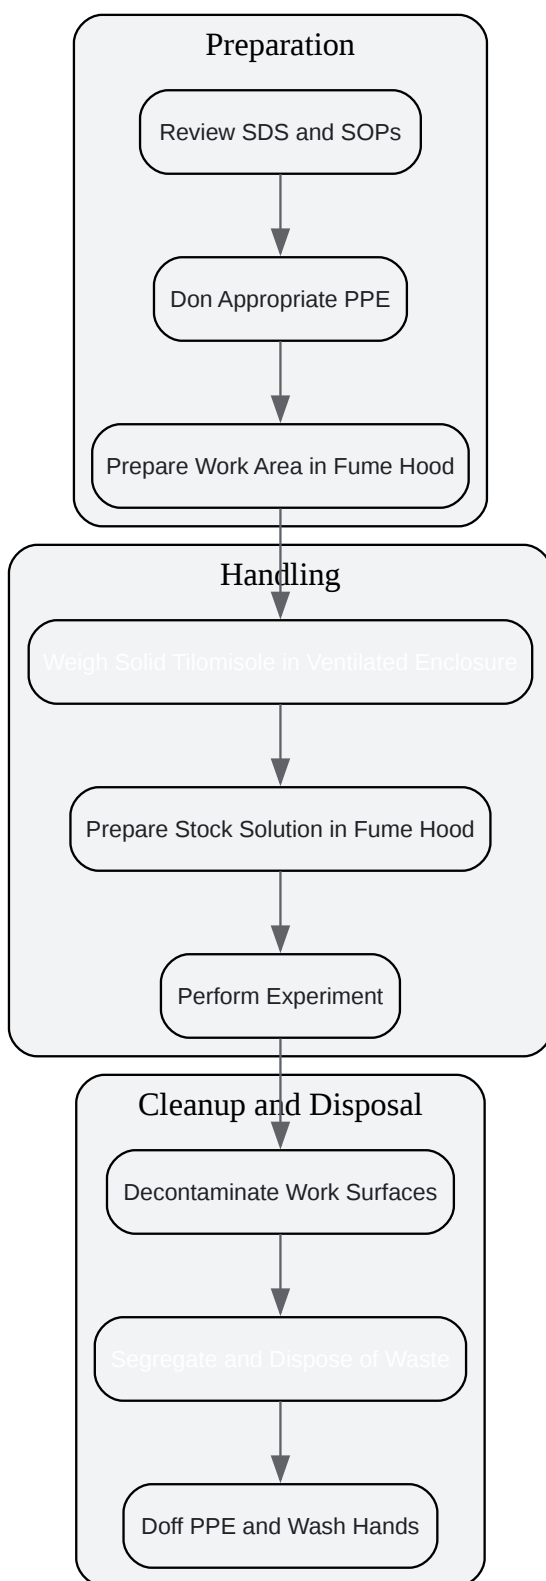 Preparation
Review SDS and SOPs
Don Appropriate PPE
Prepare Work Area in Fume Hood
Handling
Weigh Solid Tilomisole in Ventilated Enclosure
Prepare Stock Solution in Fume Hood
Perform Experiment
Cleanup and Disposal
Decontaminate Work Surfaces
Segregate and Dispose of Waste
Doff PPE and Wash Hands